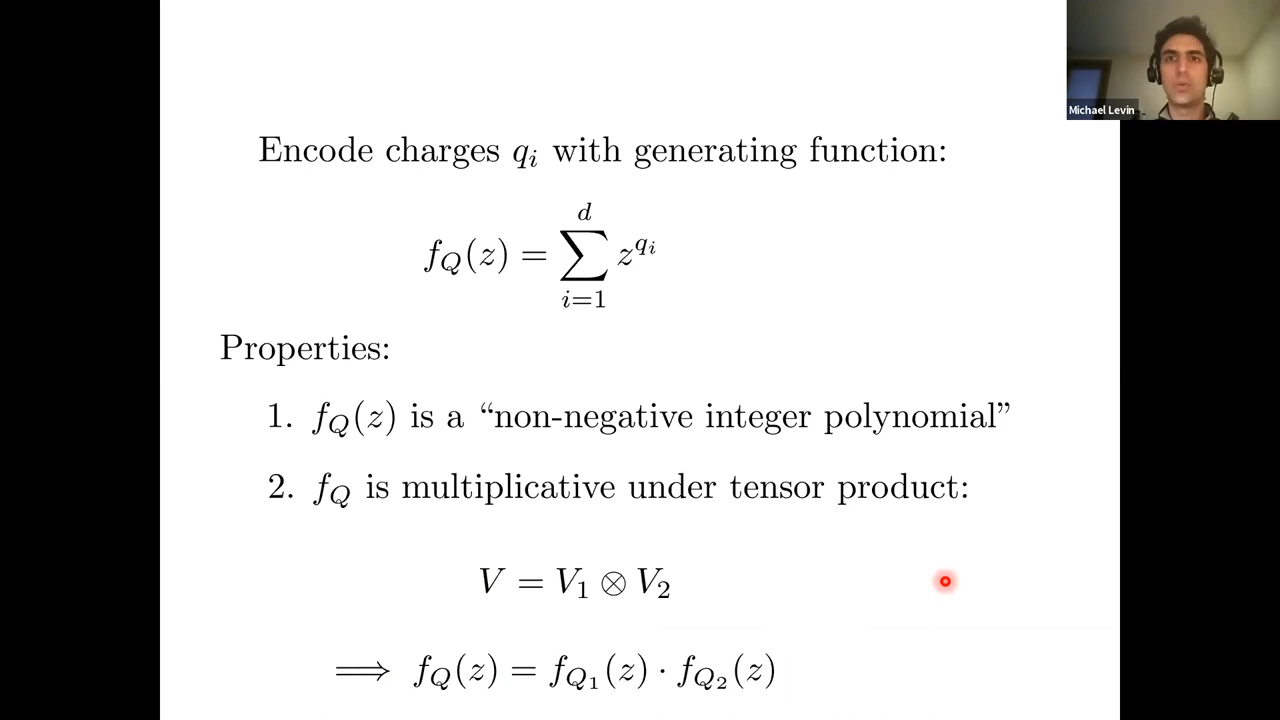 Michael Levin
Encode charges $q_i$ with generating function:
$f_Q(z) = \sum_{i=1}^{d} z^{q_i}$
Properties:
1. $f_Q(z)$ is a “non-negative integer polynomial”
2. $f_Q$ is multiplicative under tensor product:
$V = V_1 \otimes V_2$
$\Longrightarrow f_Q(z) = f_{Q_1}(z) \cdot f_{Q_2}(z)$